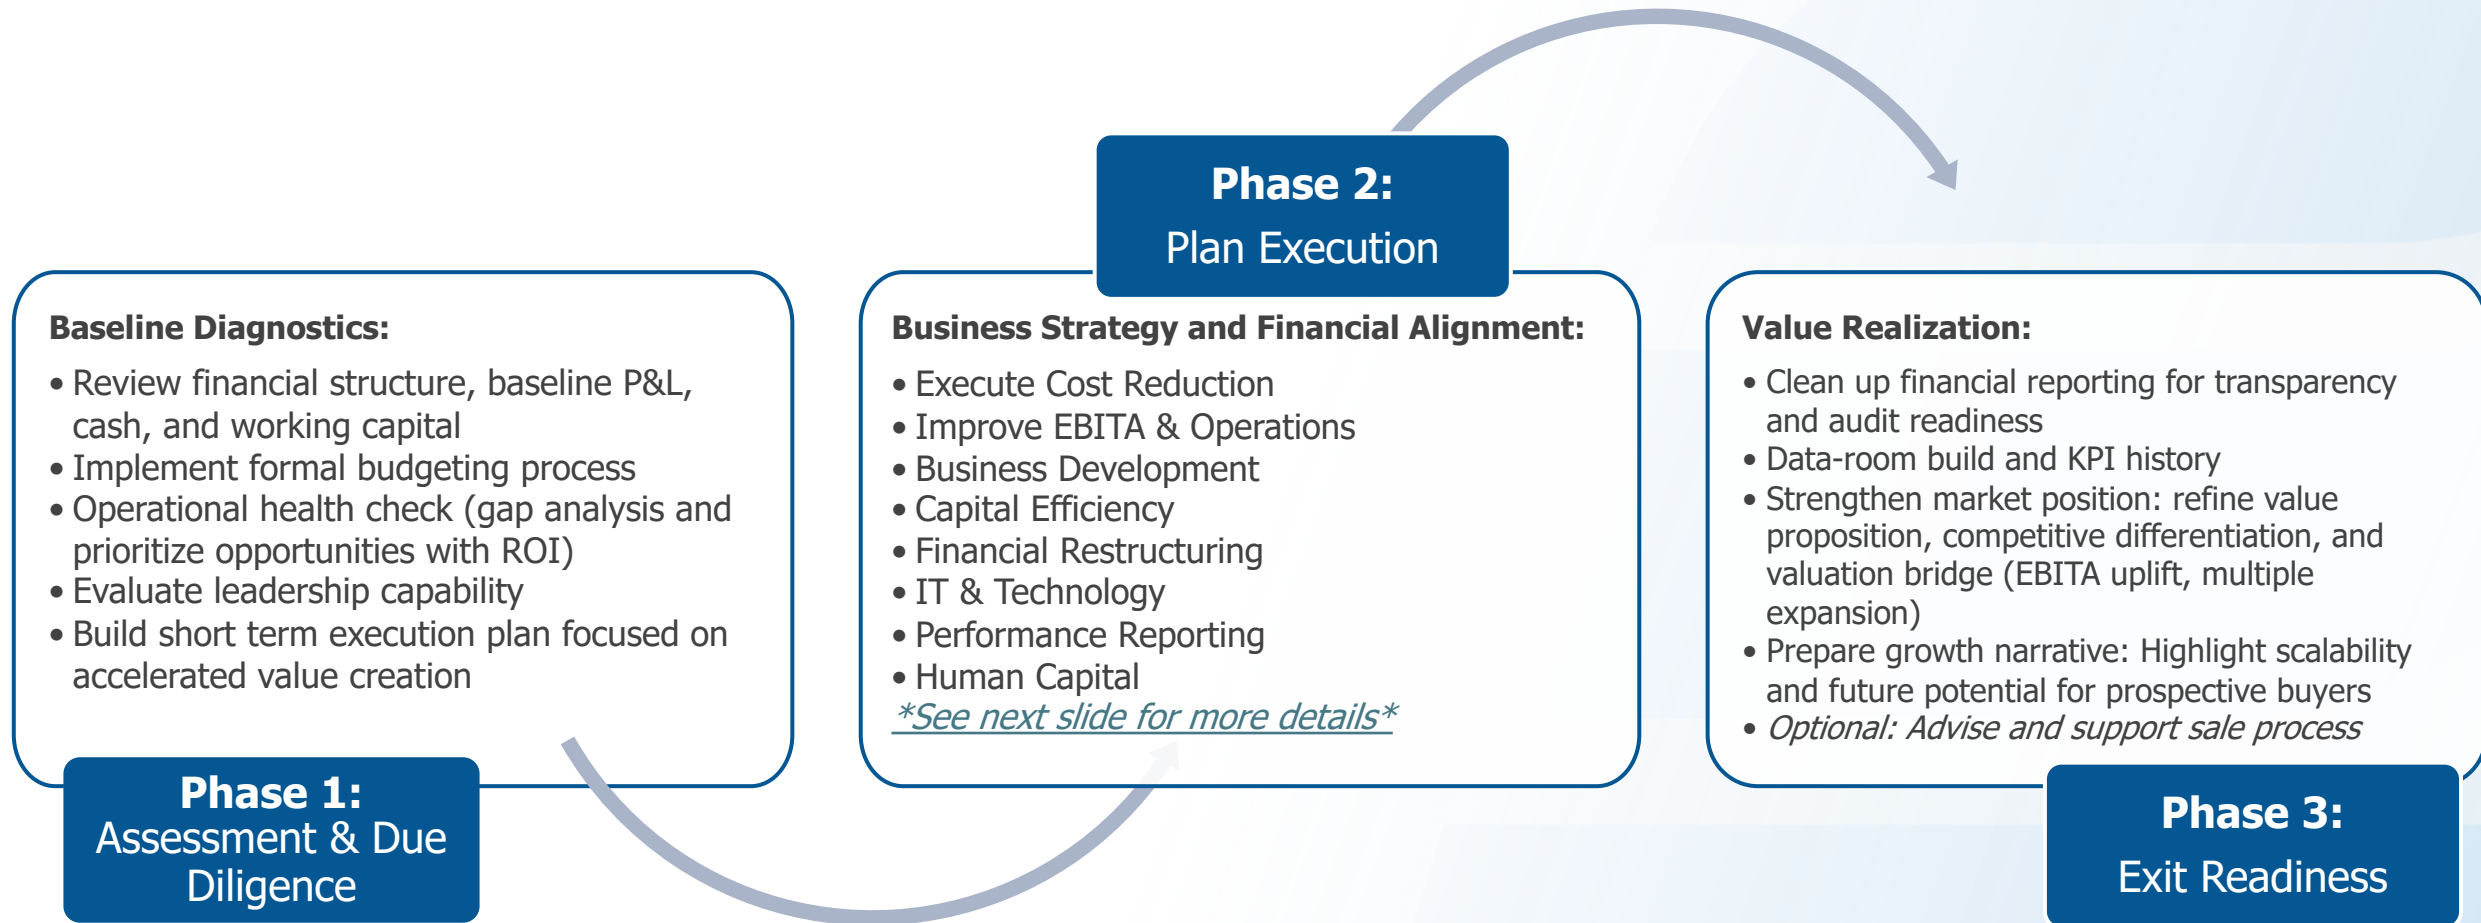 Baseline Diagnostics:
• Review financial structure, baseline P&L,
cash, and working capital
• Implement formal budgeting process
• Operational health check (gap analysis and
prioritize opportunities with ROI)
• Evaluate leadership capability
• Build short term execution plan focused on
accelerated value creation
Phase 1:
Assessment & Due
Diligence
Phase 2:
Plan Execution
Business Strategy and Financial Alignment:
• Execute Cost Reduction
• Improve EBITA & Operations
• Business Development
• Capital Efficiency
• Financial Restructuring
• IT & Technology
• Performance Reporting
• Human Capital
*See next slide for more details*
Value Realization:
• Clean up financial reporting for transparency
and audit readiness
• Data-room build and KPI history
• Strengthen market position: refine value
proposition, competitive differentiation, and
valuation bridge (EBITA uplift, multiple
expansion)
• Prepare growth narrative: Highlight scalability
and future potential for prospective buyers
• Optional: Advise and support sale process
Phase 3:
Exit Readiness